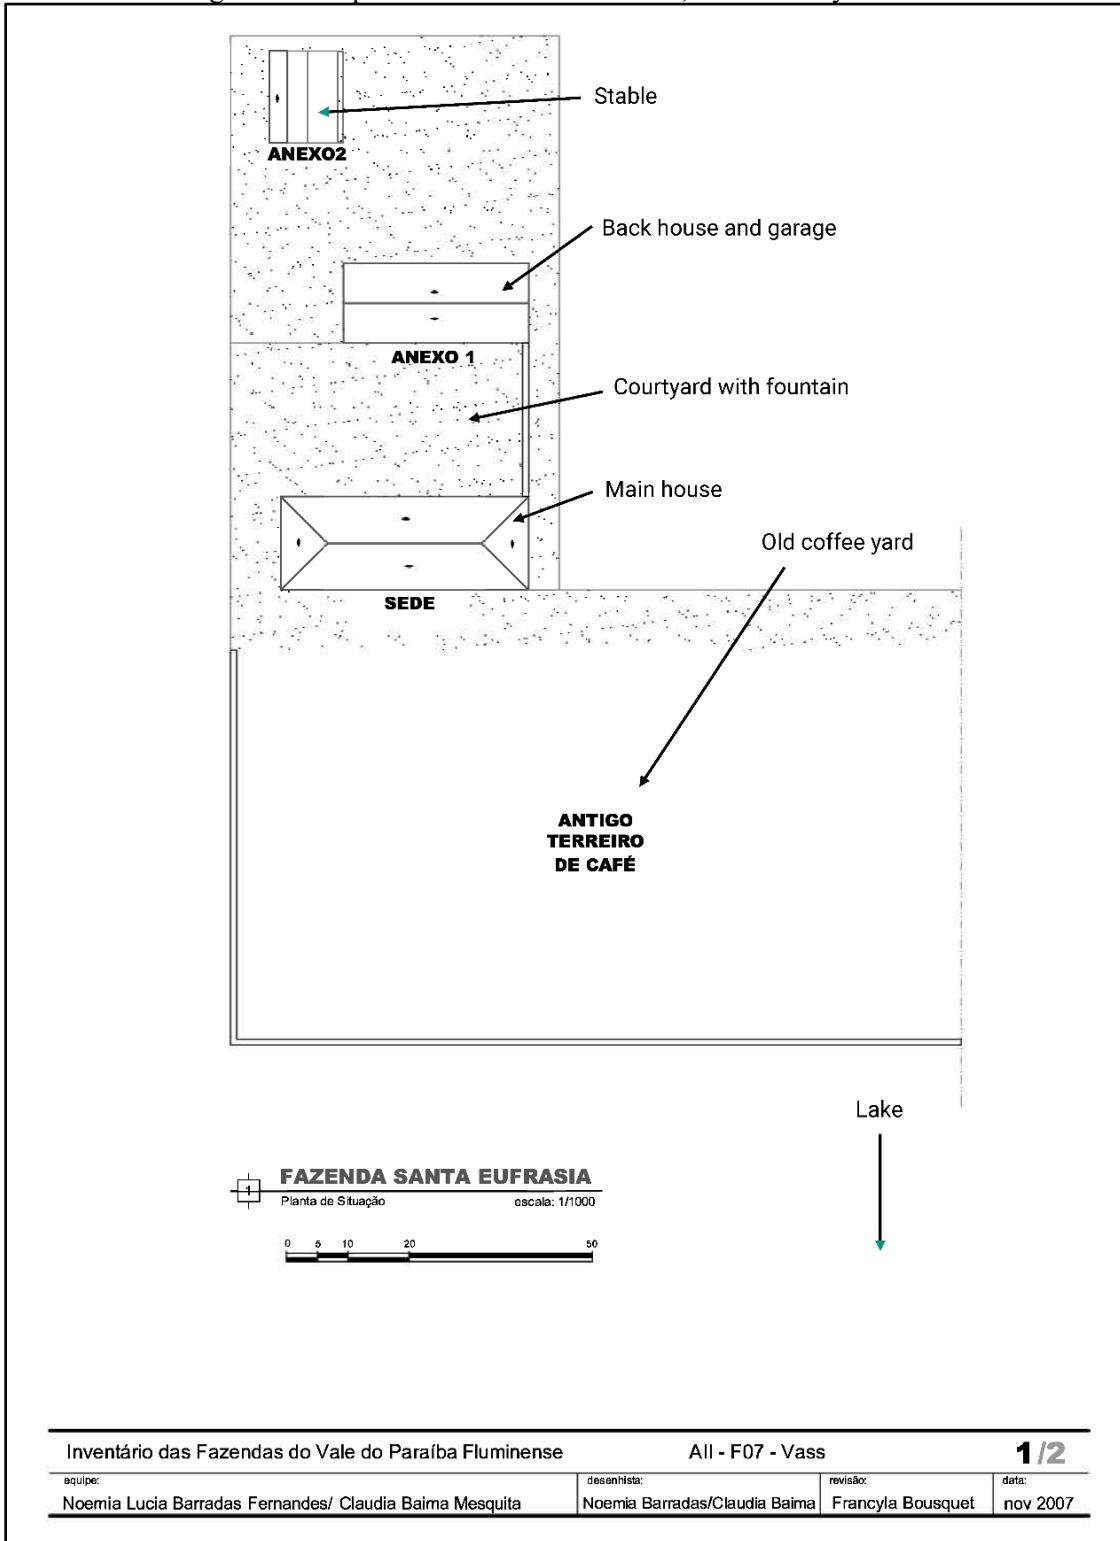 Stable
ANEXO2
Back house and garage
ANEXO 1
Courtyard with fountain
Main house
Old coffee yard
SEDE
ANTIGO
TERREIRO
DE CAFÉ
Lake
1
FAZENDA SANTA EUFRASIA
Planta de Situação escala: 1/1000
0 5 10 20 50
Inventário das Fazendas do Vale do Paraíba Fluminense AII - F07 - Vass 1/2
equipe: desenhista: revisão: data:
Noemia Lucia Barradas Fernandes/ Claudia Baima Mesquita Noemia Barradas/Claudia Baima Francyla Bousquet nov 2007